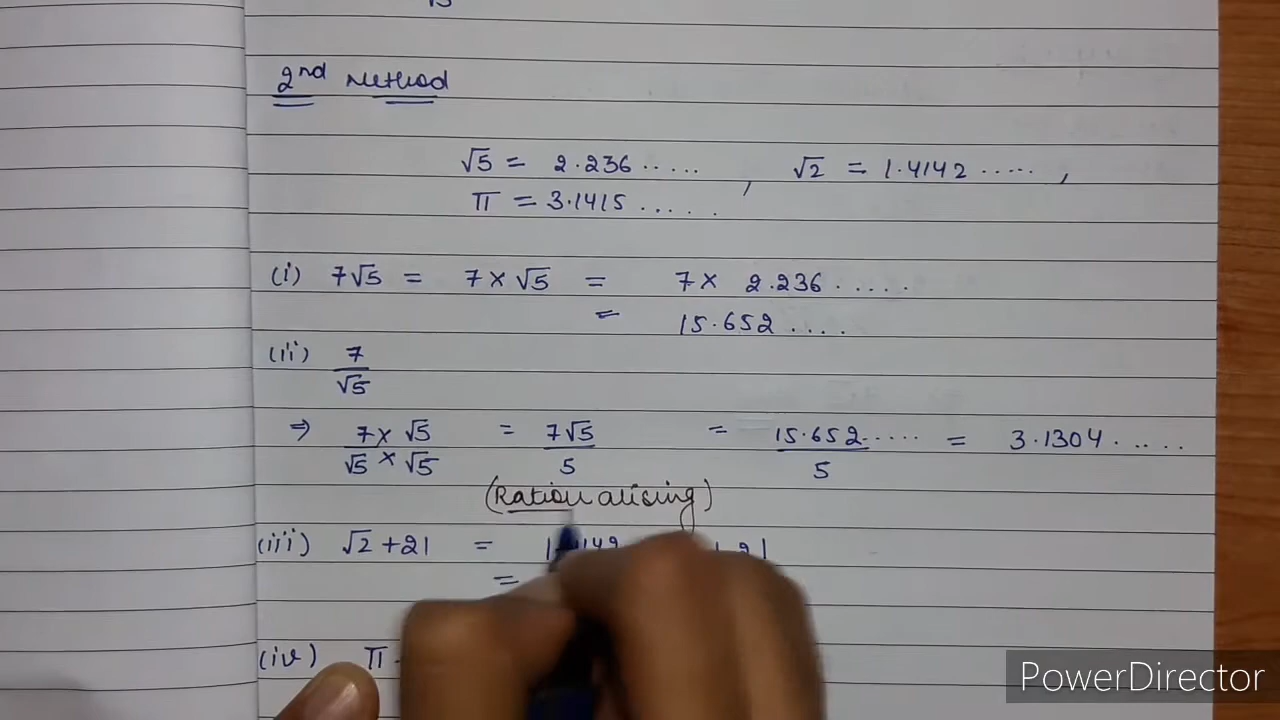 √5
2nd Method
√5 = 2.236..... , √2 = 1.4142..... ,
π = 3.1415......
(i) 7√5 = 7×√5 = 7× 2.236.....
= 15.652....
(ii) 7/√5
⇒ 7×√5/√5×√5 = 7√5/5 = 15.652...../5 = 3.1304.....
(Rationalising)
(iii) √2 +21 = +21
=
(iv) π
PowerDirector